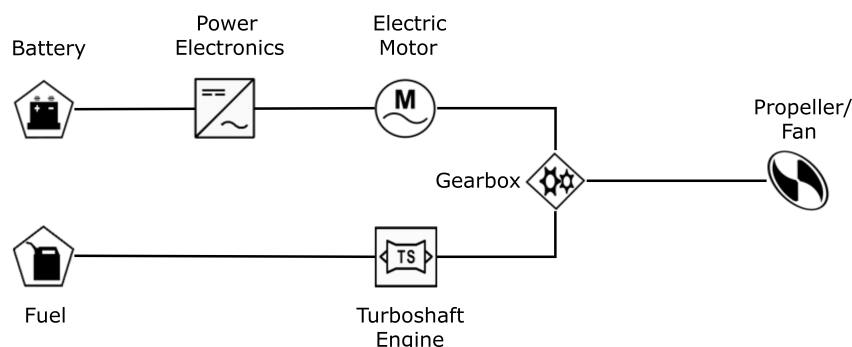 Power
Electronics
Electric
Motor
Battery
M
Propeller/
Fan
Gearbox
TS
Fuel
Turboshaft
Engine